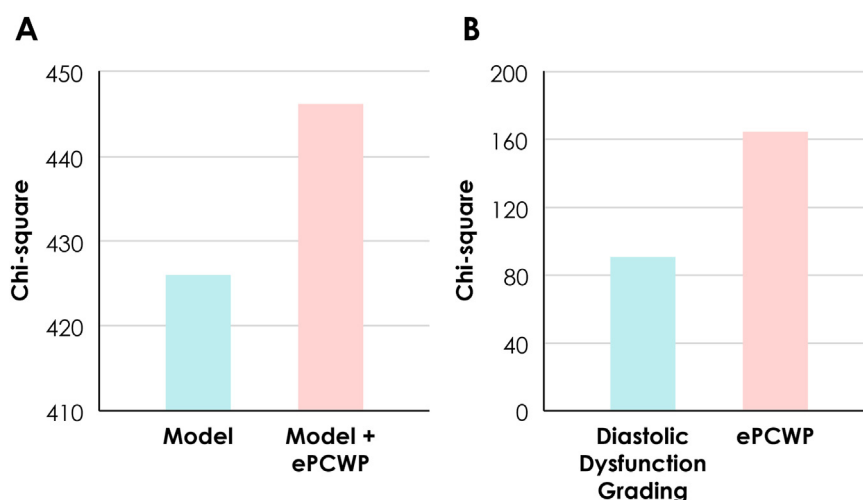 A
Chi-square
450
440
430
420
410
Model
Model +
ePCWP
B
Chi-square
200
160
120
80
40
0
Diastolic
Dysfunction
Grading
ePCWP